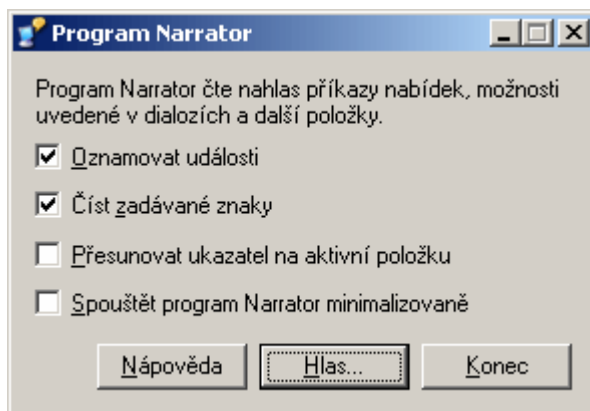 Program Narrator
Program Narrator čte nahlas příkazy nabídek, možnosti
uvedené v dialozích a další položky.
Oznamovat události
Číst zadávané znaky
Přesunovat ukazatel na aktivní položku
Spouštět program Narrator minimalizovaně
Nápověda Hlas... Konec